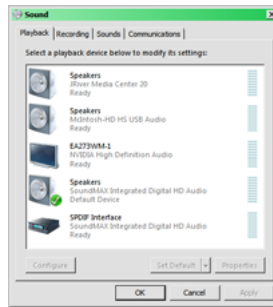 Sound
Playback Recording Sounds Communications
Select a playback device below to modify its settings:
Speakers
JRiver Media Center 20
Ready
Speakers
McIntosh-HD HS USB Audio
Ready
EA273WM-1
NVIDIA High Definition Audio
Ready
Speakers
SoundMAX Integrated Digital HD Audio
Default Device
SPDIF Interface
SoundMAX Integrated Digital HD Audio
Ready
Configure Set Default Properties
OK Cancel Apply